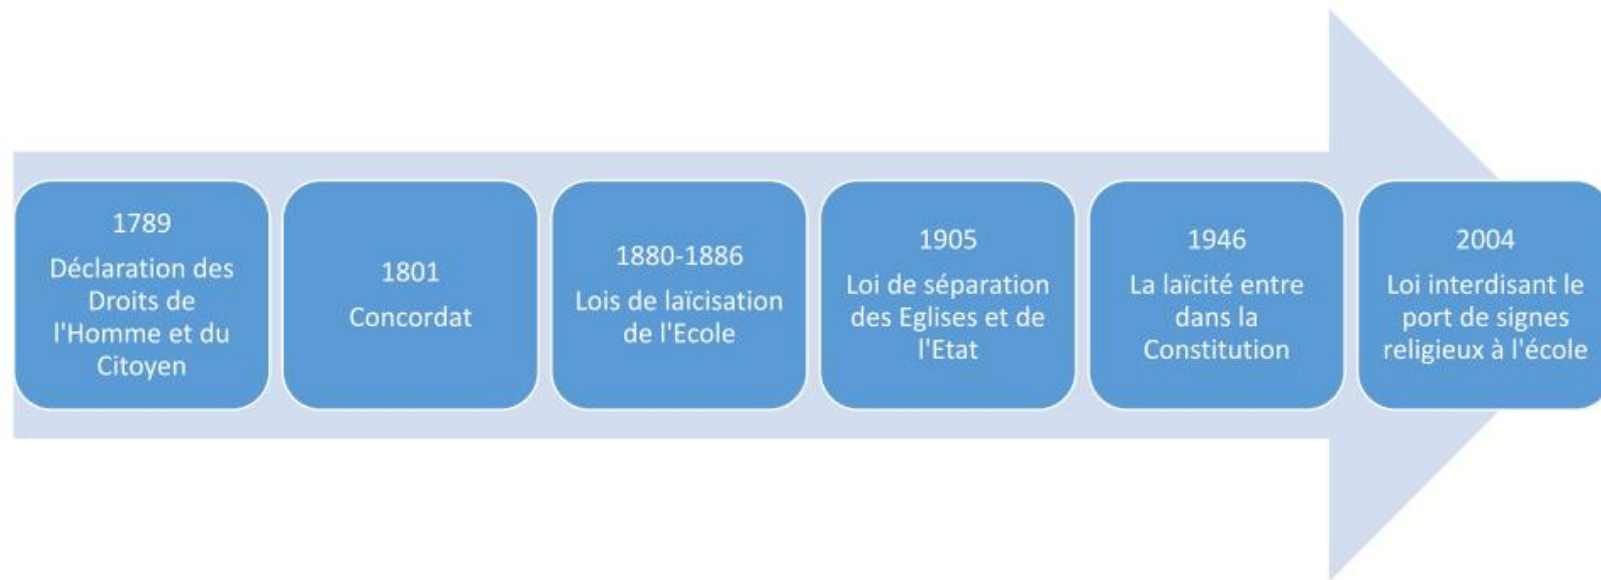 1789
Déclaration des
Droits de
l'Homme et du
Citoyen
1801
Concordat
1880-1886
Lois de laïcisation
de l'Ecole
1905
Loi de séparation
des Eglises et de
l'Etat
1946
La laïcité entre
dans la
Constitution
2004
Loi interdisant le
port de signes
religieux à l'école